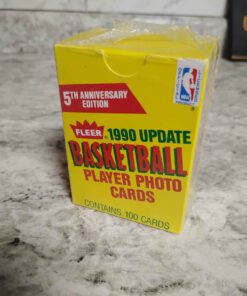 5TH ANNIVERSARY
EDITION
FLEER 1990 UPDATE
BASKETBALL
PLAYER PHOTO
CARDS
CONTAINS 100 CARDS